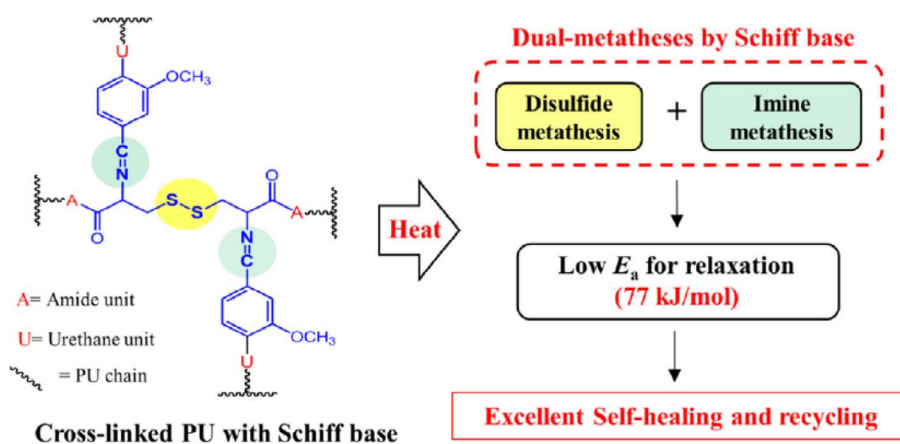 U
OCH₃
C
N
O
A
S
S
O
A
N
C
OCH₃
U
A= Amide unit
U= Urethane unit
= PU chain
Cross-linked PU with Schiff base
Heat
Dual-metatheses by Schiff base
Disulfide
metathesis
+
Imine
metathesis
Low Eₐ for relaxation
(77 kJ/mol)
Excellent Self-healing and recycling